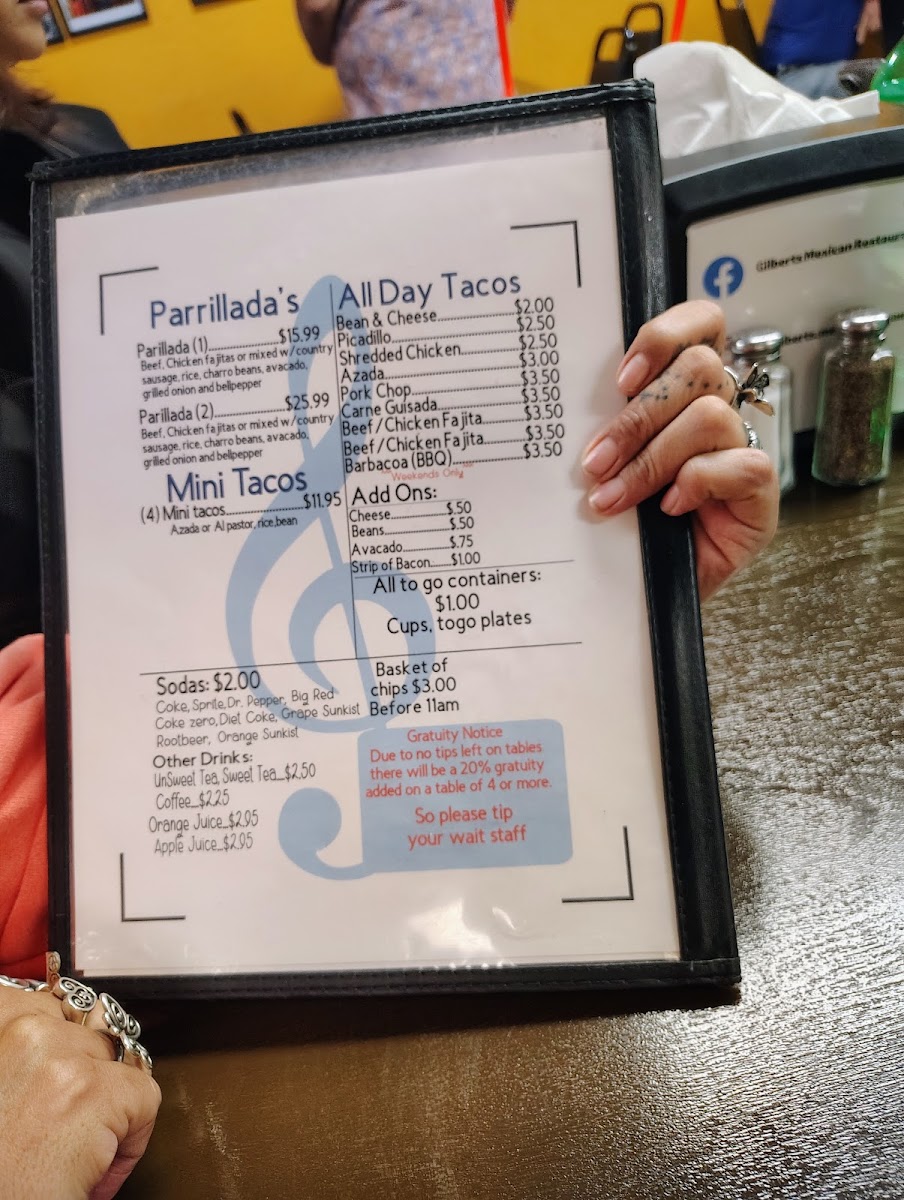 Parrillada's
Parillada (1)....................$15.99
Beef, Chicken fajitas or mixed w/country
sausage, rice, charro beans, avacado,
grilled onion and bellpepper
Parillada (2)....................$25.99
Beef, Chicken fajitas or mixed w/country
sausage, rice, charro beans, avacado,
grilled onion and bellpepper
Mini Tacos
(4) Mini tacos....................$11.95
Azada or Al pastor, rice,bean
All Day Tacos
Bean & Cheese....................$2.00
Picadillo....................$2.50
Shredded Chicken....................$2.50
Azada....................$3.00
Pork Chop....................$3.50
Carne Guisada....................$3.50
Beef/Chicken Fajita....................$3.50
Beef/Chicken Fajita....................$3.50
Barbacoa (BBQ)....................$3.50
**Weekends Only**
Add Ons:
Cheese....................$.50
Beans....................$.50
Avacado....................$.75
Strip of Bacon......$1.00
All to go containers:
$1.00
Cups, togo plates
Sodas: $2.00
Coke, Sprite, Dr. Pepper, Big Red
Coke zero, Diet Coke, Grape Sunkist
Rootbeer, Orange Sunkist
Other Drinks:
UnSweet Tea, Sweet Tea...$2.50
Coffee...$2.25
Orange Juice...$2.95
Apple Juice...$2.95
Basket of
chips $3.00
Before 11am
Gratuity Notice
Due to no tips left on tables
there will be a 20% gratuity
added on a table of 4 or more.
So please tip
your wait staff
f
Gilberts Mexican